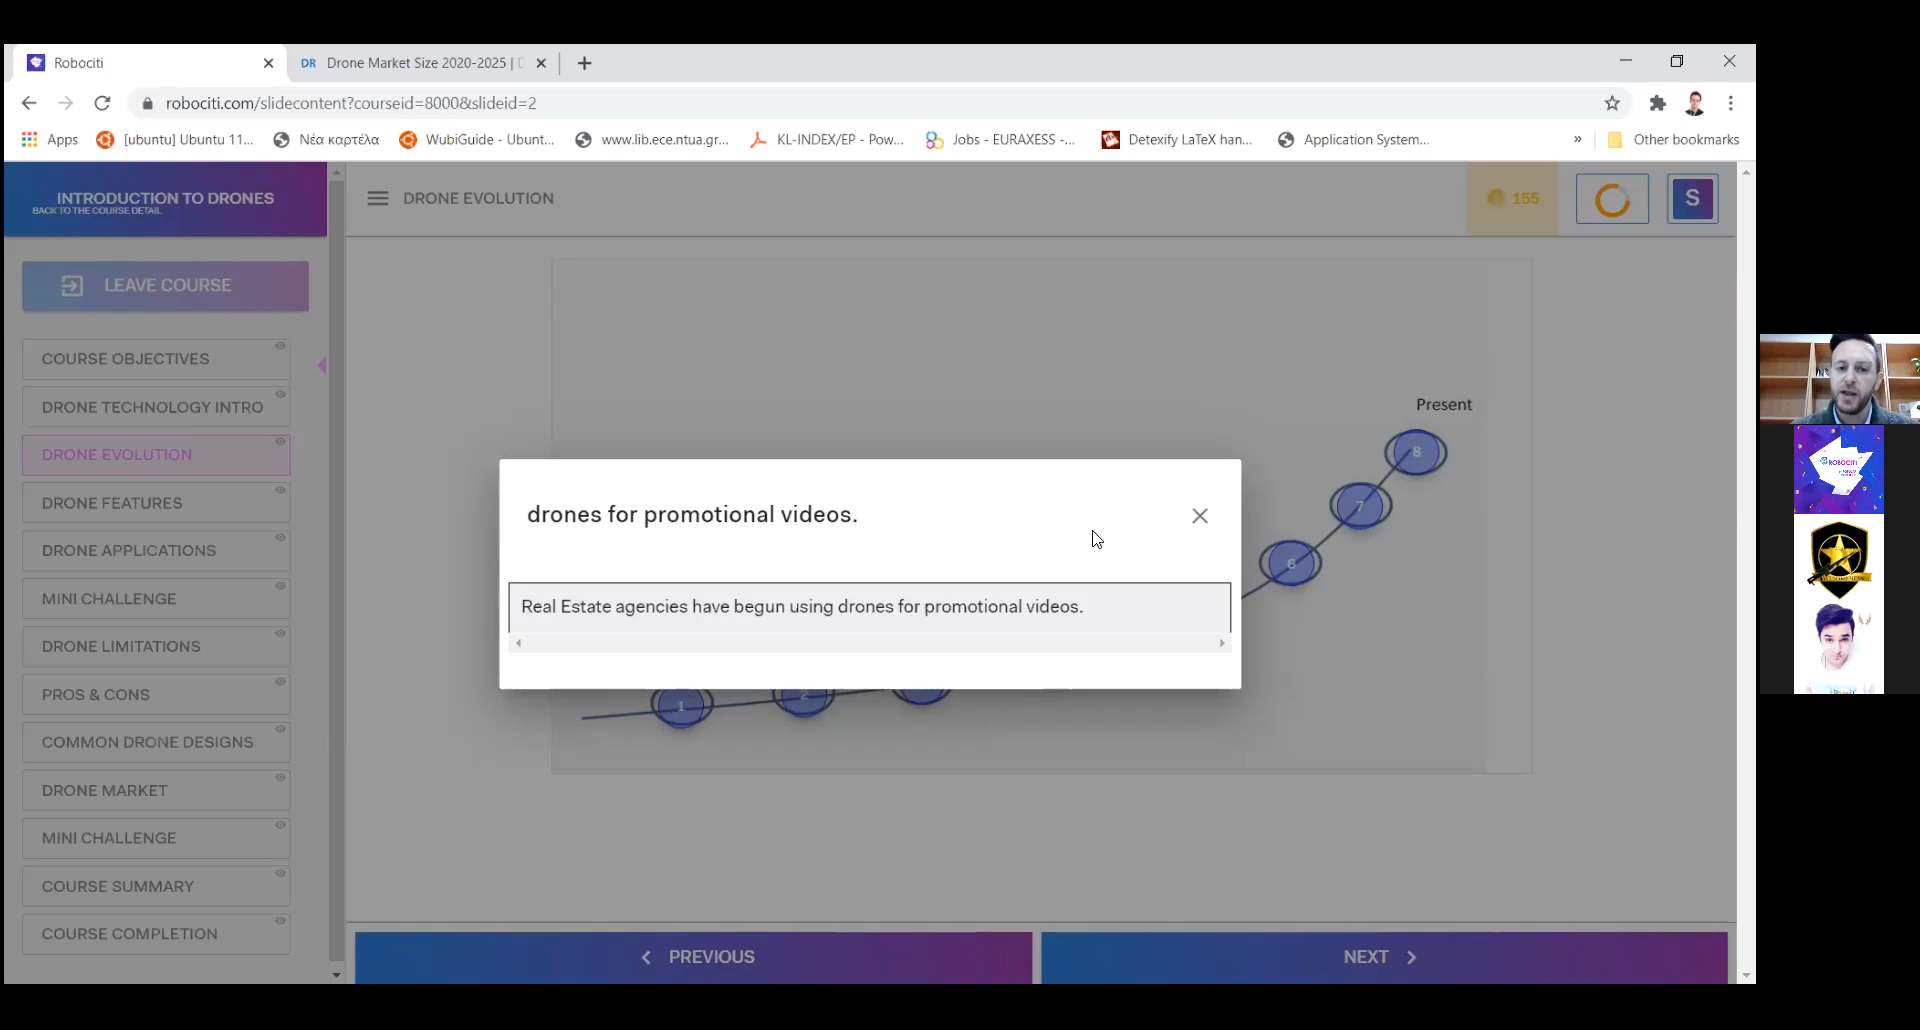 Robociti
DR Drone Market Size 2020-2025 |
robociti.com/slidecontent?courseid=8000&slideid=2
Apps
[ubuntu] Ubuntu 11...
Νέα καρτέλα
WubiGuide - Ubunt...
www.lib.ece.ntua.gr...
KL-INDEX/EP - Pow...
Jobs - EURAXESS -...
Detexify LaTeX han...
Application System...
»
Other bookmarks
INTRODUCTION TO DRONES
BACK TO THE COURSE DETAIL
DRONE EVOLUTION
155
S
LEAVE COURSE
COURSE OBJECTIVES
DRONE TECHNOLOGY INTRO
DRONE EVOLUTION
DRONE FEATURES
DRONE APPLICATIONS
MINI CHALLENGE
DRONE LIMITATIONS
PROS & CONS
COMMON DRONE DESIGNS
DRONE MARKET
MINI CHALLENGE
COURSE SUMMARY
COURSE COMPLETION
Present
8
7
6
drones for promotional videos.
Real Estate agencies have begun using drones for promotional videos.
1
2
PREVIOUS
NEXT
ROBOCITI